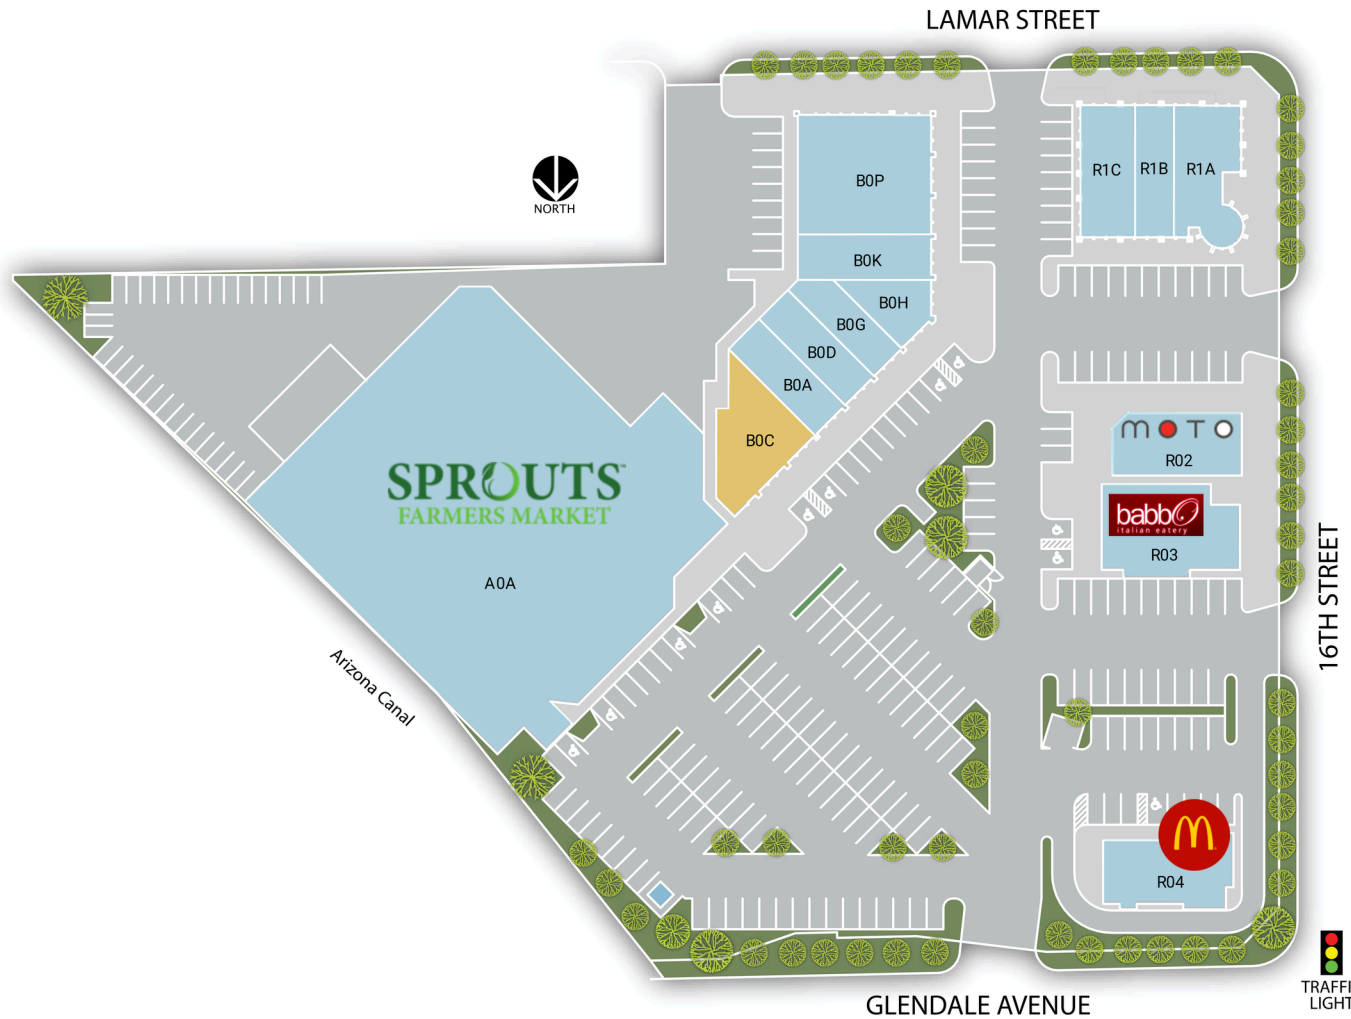 LAMAR STREET
NORTH
B0P
R1C
R1B
R1A
B0K
B0H
B0G
B0D
B0A
B0C
MOTO
R02
SPROUTS™
FARMERS MARKET
babbo
italian eatery
R03
A0A
16TH STREET
Arizona Canal
R04
TRAFFI
LIGHT
GLENDALE AVENUE